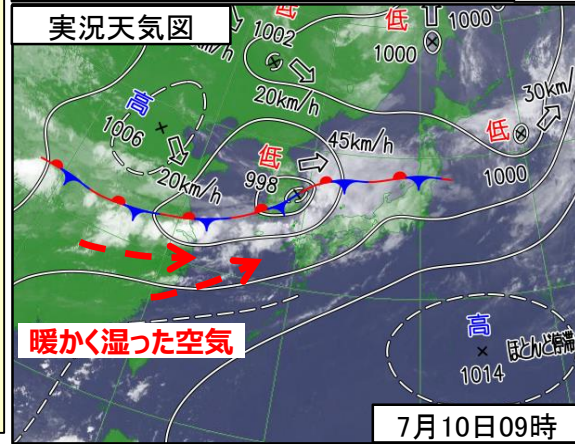 実況天気図
低
1002
20km/h
低
1000
1000
30km/h
高
1006
20km/h
低
998
45km/h
低
1000
暖かく湿った空気
高
1014
ほとんど停滞
7月10日09時